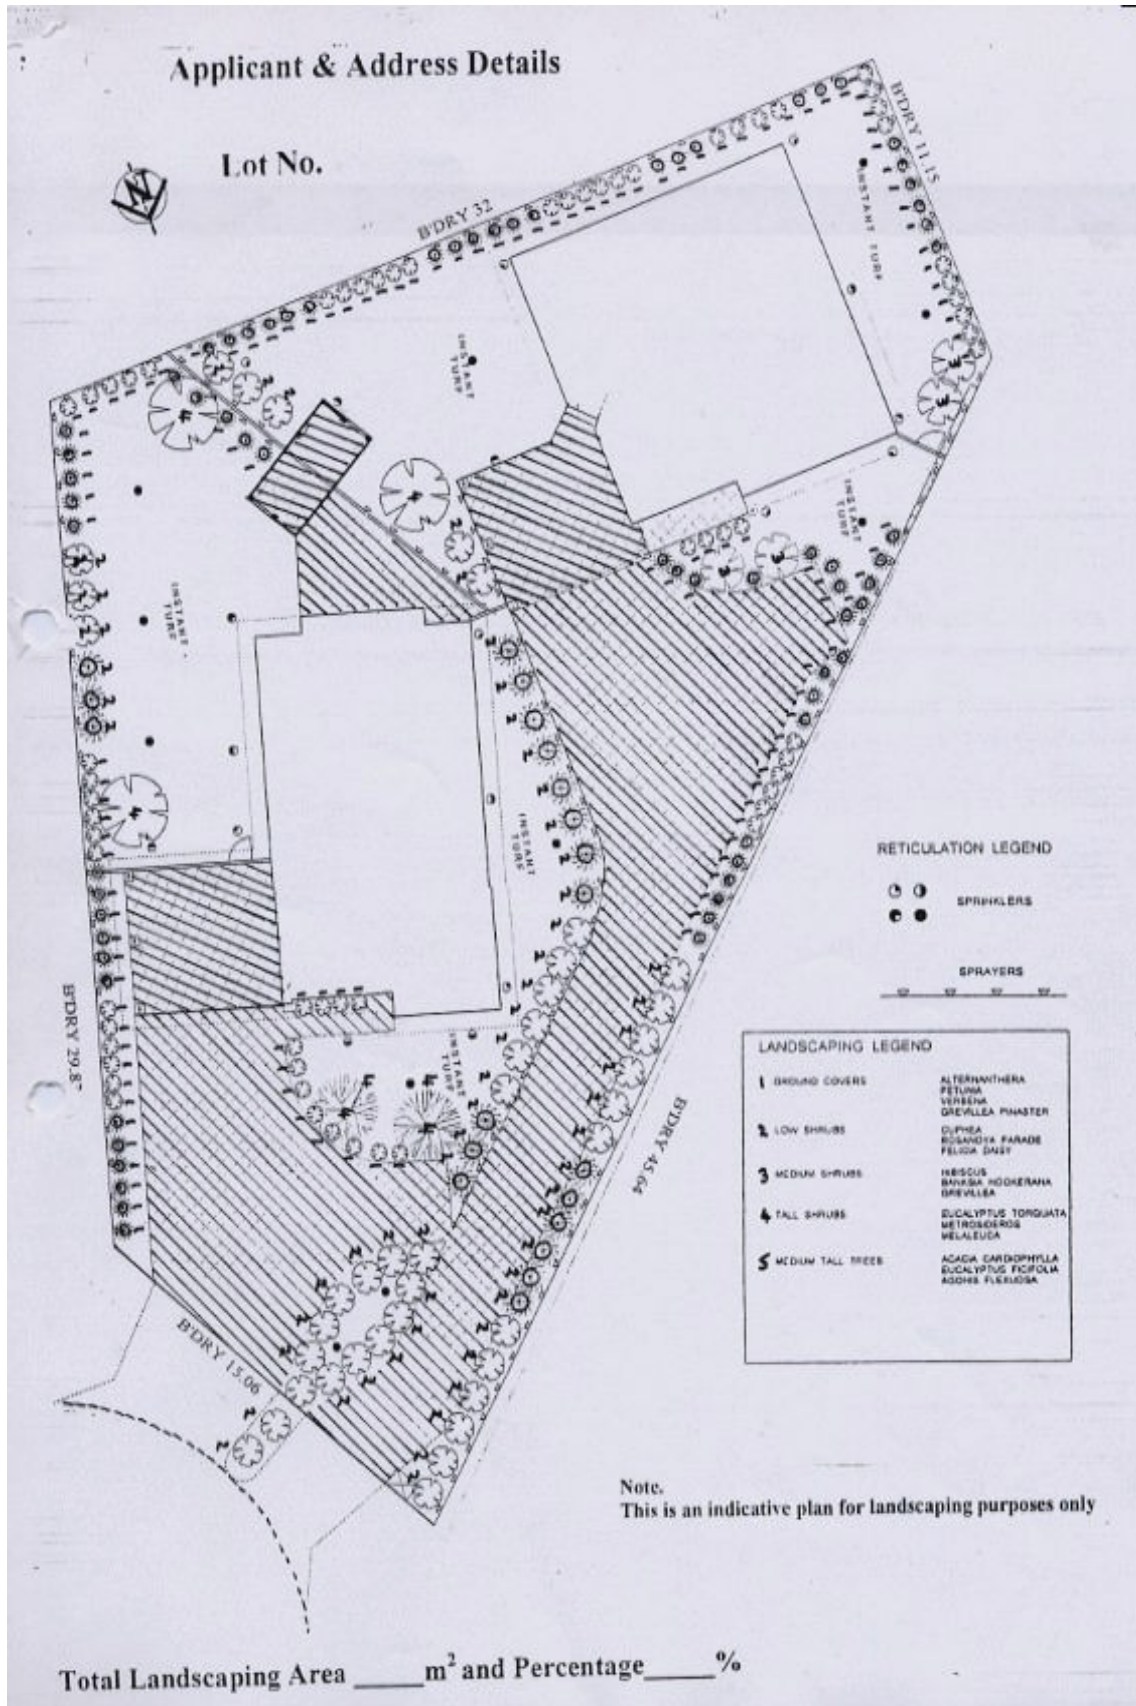 Applicant & Address Details
Lot No.
N
B'DRY 32
B'DRY 11.15
INSTANT TURF
INSTANT
TURF
INSTANT
TURF
INSTANT
TURF
INSTANT
TURF
INSTANT
TURF
B'DRY 29.8
B'DRY 45.64
B'DRY 15.06
RETICULATION LEGEND
SPRINKLERS
SPRAYERS
LANDSCAPING LEGEND
1 GROUND COVERS
ALTERNANTHERA
PETUNIA
VERBENA
GREVILLEA PINASTER
2 LOW SHRUBS
CUPHEA
PARADE
FELICIA DAISY
3 MEDIUM SHRUBS
HIBISCUS
BANKSIA HOOKERANA
GREVILLEA
4 TALL SHRUBS
EUCALYPTUS TORQUATA
METROSIDEROS
MELALEUCA
5 MEDIUM TALL TREES
ACACIA CARDIOPHYLLA
EUCALYPTUS FICIFOLIA
AGONIS FLEXUOSA
Note.
This is an indicative plan for landscaping purposes only
Total Landscaping Area _____m² and Percentage_____%